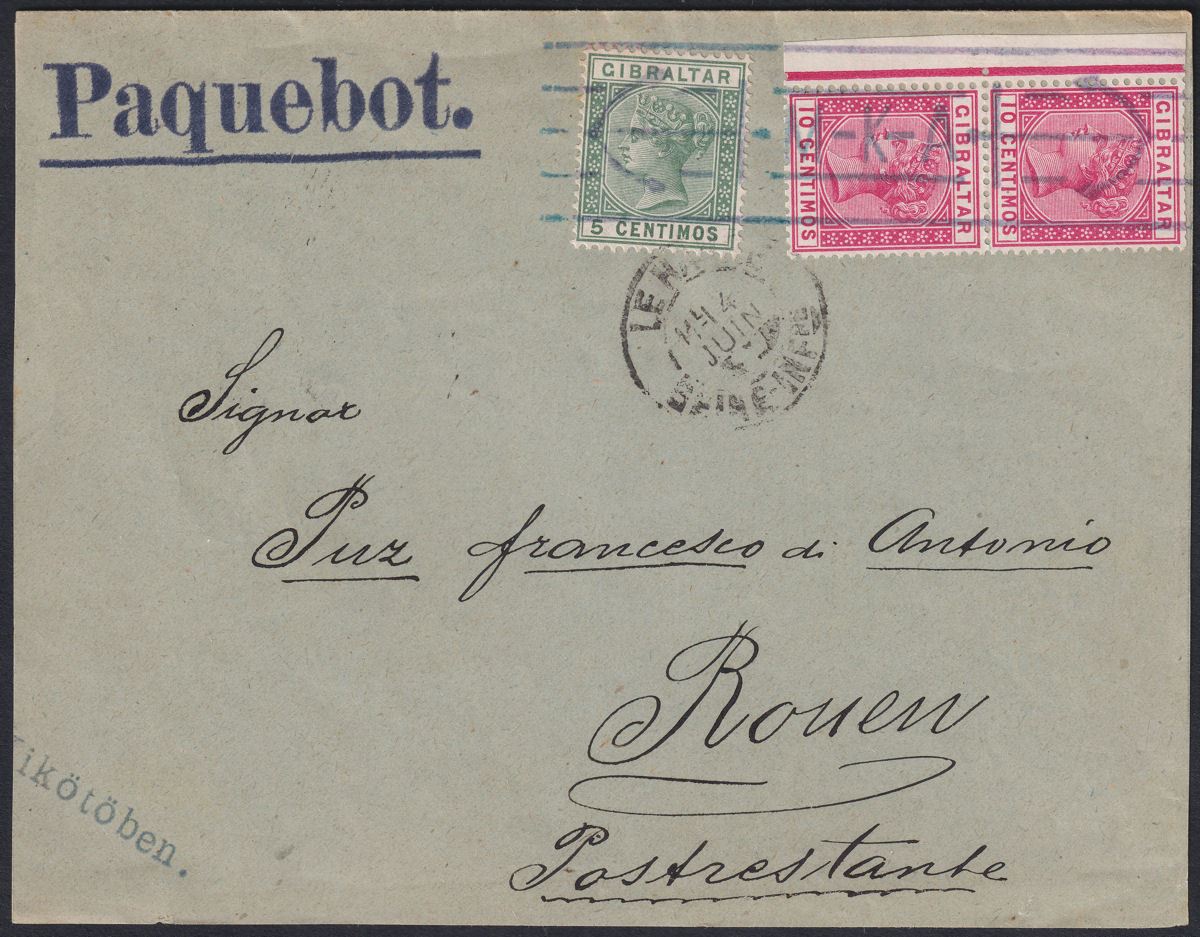 Paquebot.
GIBRALTAR
5 CENTIMOS
GIBRALTAR
10 CENTIMOS
GIBRALTAR
10 CENTIMOS
-K-
4
JUIN
Signor
Puz francesco di Antonio
Rouen
Postrestante
ikötöben.